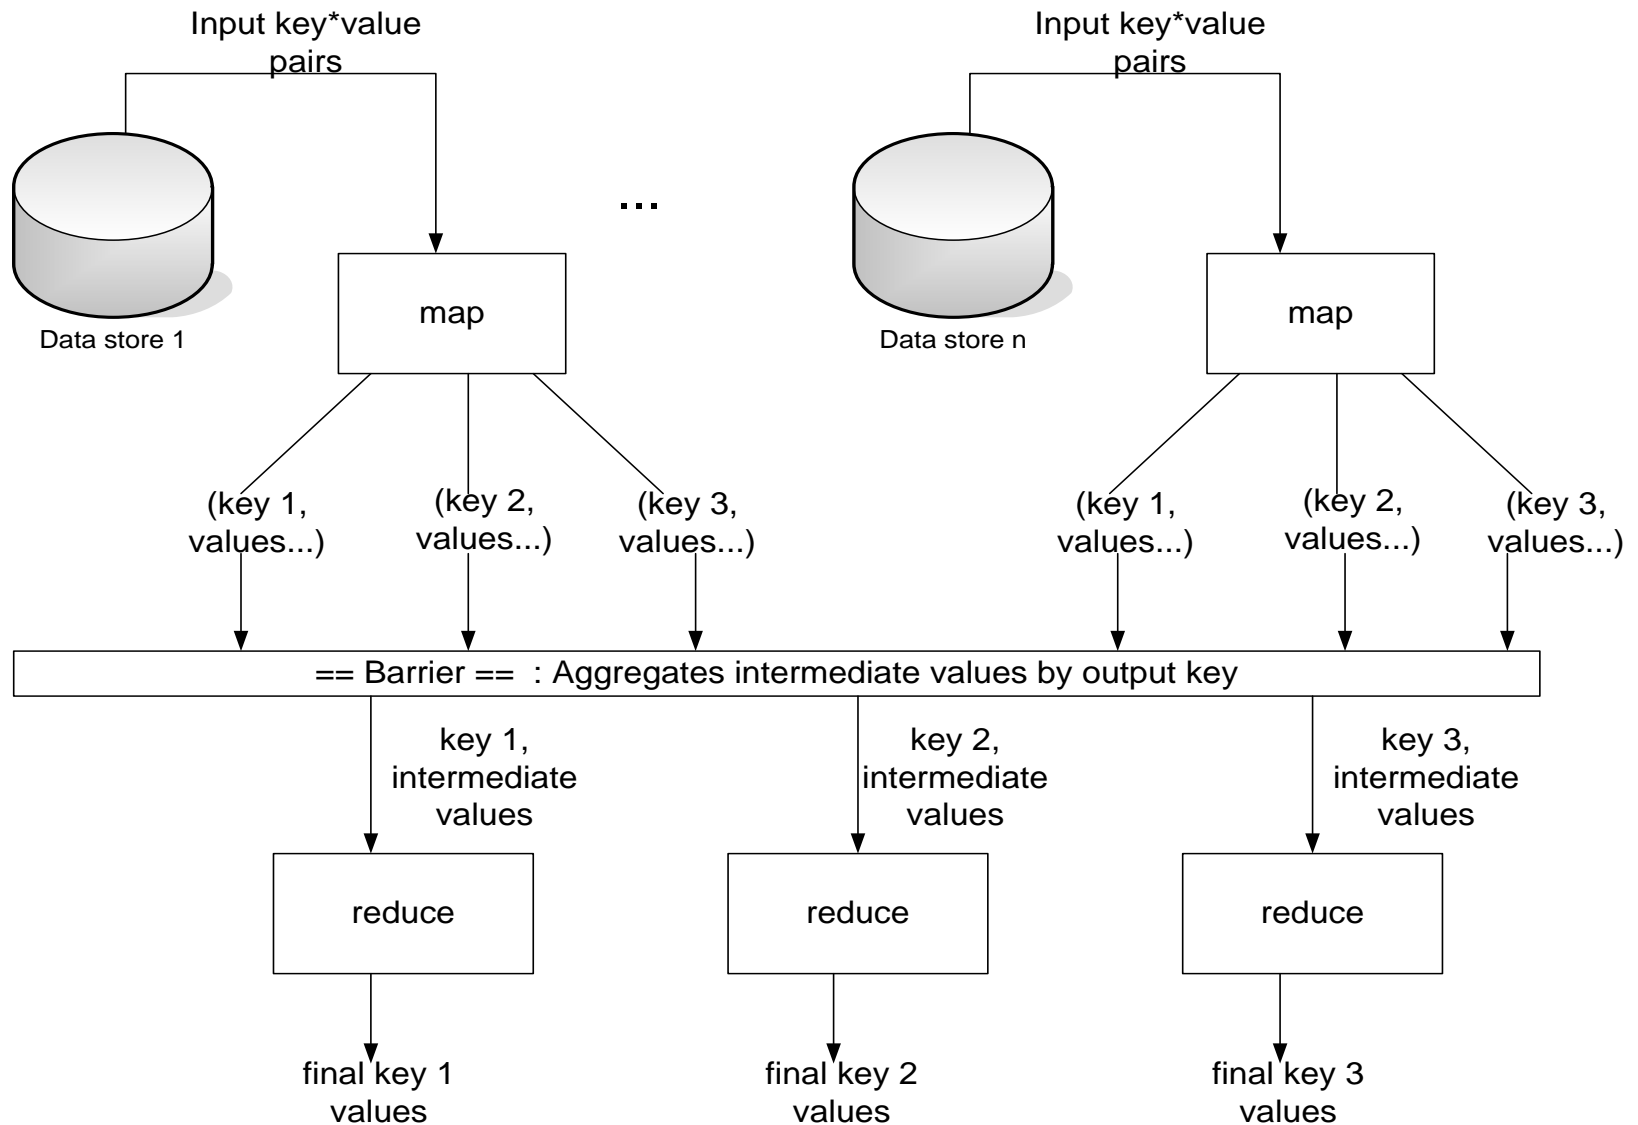 Input key*value
pairs
Input key*value
pairs
...
map
map
Data store 1
Data store n
(key 1,
values...)
(key 2,
values...)
(key 3,
values...)
(key 1,
values...)
(key 2,
values...)
(key 3,
values...)
== Barrier == : Aggregates intermediate values by output key
key 1,
intermediate
values
key 2,
intermediate
values
key 3,
intermediate
values
reduce
reduce
reduce
final key 1
values
final key 2
values
final key 3
values